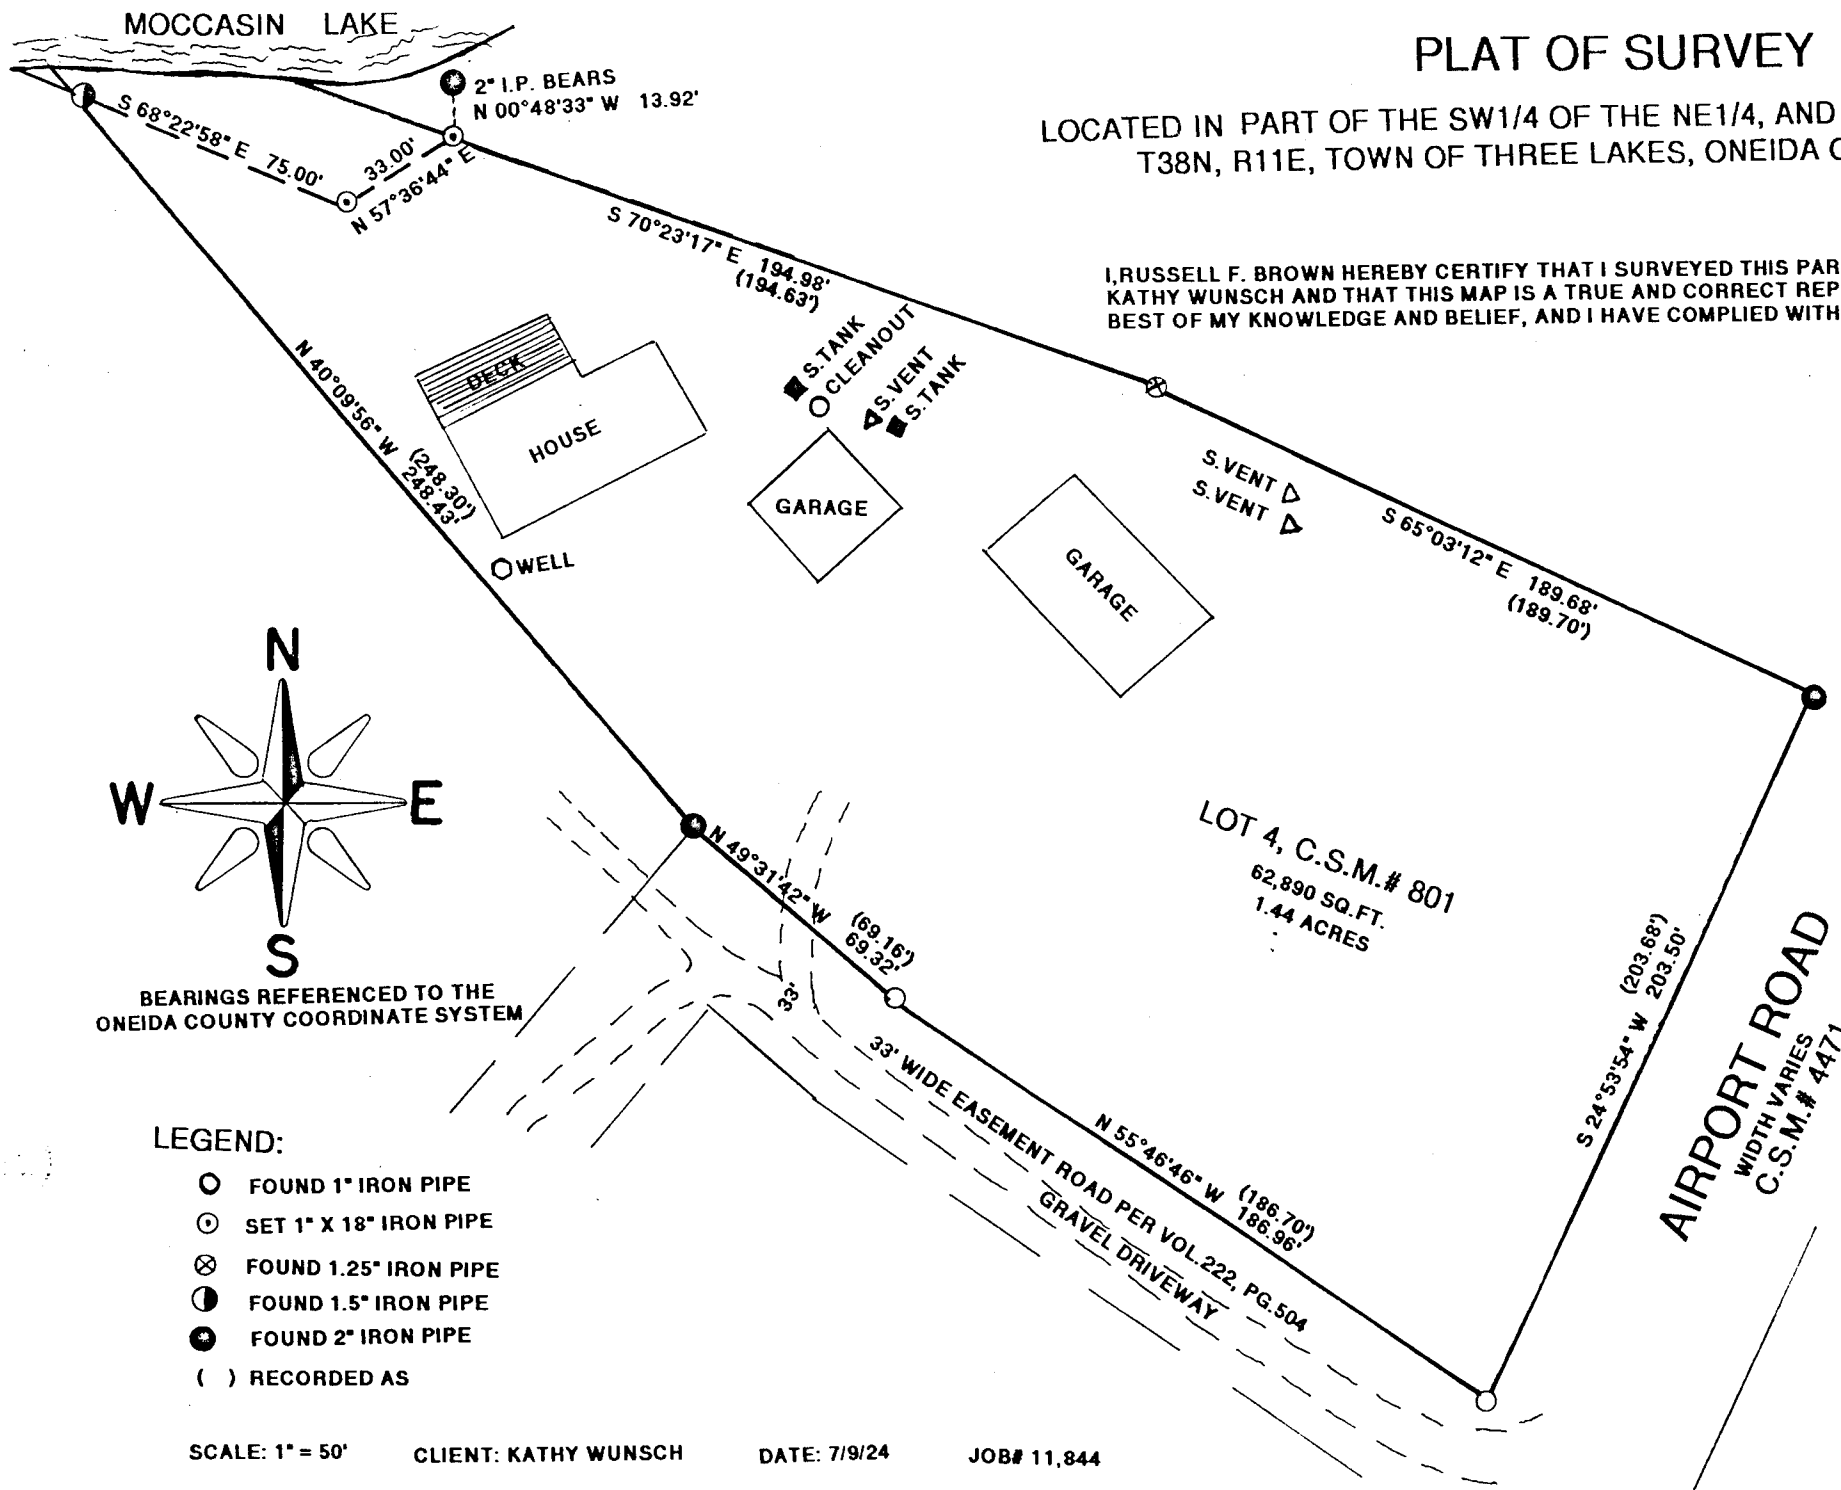 MOCCASIN LAKE
PLAT OF SURVEY
LOCATED IN PART OF THE SW1/4 OF THE NE1/4, AND
T38N, R11E, TOWN OF THREE LAKES, ONEIDA
I,RUSSELL F. BROWN HEREBY CERTIFY THAT I SURVEYED THIS PAR
KATHY WUNSCH AND THAT THIS MAP IS A TRUE AND CORRECT REP
BEST OF MY KNOWLEDGE AND BELIEF, AND I HAVE COMPLIED WITH
2" I.P. BEARS
N 00°48'33" W 13.92'
S 68°22'58" E 75.00'
33.00'
N 57°36'44" E
S 70°23'17" E 194.98'
(194.63')
S.TANK
CLEANOUT
S.VENT
S.TANK
DECK
HOUSE
N 40°09'56" W (248.30')
248.43'
WELL
GARAGE
GARAGE
S.VENT
S.VENT
S 65°03'12" E 189.68'
(189.70')
N
W E
S
BEARINGS REFERENCED TO THE
ONEIDA COUNTY COORDINATE SYSTEM
N 49°31'42" W (69.16')
69.32'
33'
LOT 4, C.S.M.# 801
62,890 SQ.FT.
1.44 ACRES
(203.68')
S 24°53'54" W 203.50'
AIRPORT ROAD
WIDTH VARIES
C.S.M.# 4471
33' WIDE EASEMENT ROAD PER VOL.222, PG.504
GRAVEL DRIVEWAY
N 55°46'46" W (186.70')
186.96'
LEGEND:
FOUND 1" IRON PIPE
SET 1" X 18" IRON PIPE
FOUND 1.25" IRON PIPE
FOUND 1.5" IRON PIPE
FOUND 2" IRON PIPE
( ) RECORDED AS
SCALE: 1" = 50' CLIENT: KATHY WUNSCH DATE: 7/9/24 JOB# 11,844